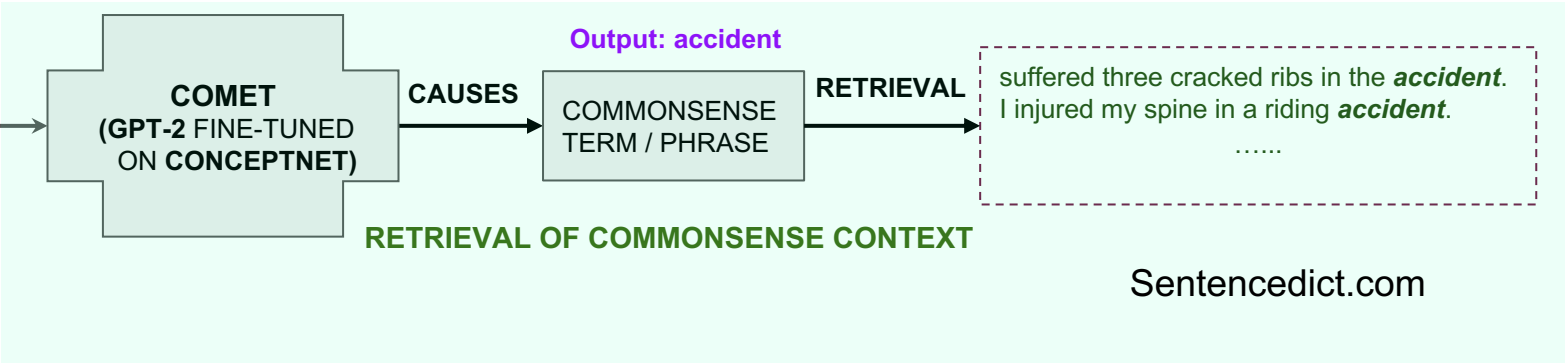 Output: accident
COMET
(GPT-2 FINE-TUNED
ON CONCEPTNET)
CAUSES
COMMONSENSE
TERM / PHRASE
RETRIEVAL
suffered three cracked ribs in the accident.
I injured my spine in a riding accident.
…...
RETRIEVAL OF COMMONSENSE CONTEXT
Sentencedict.com